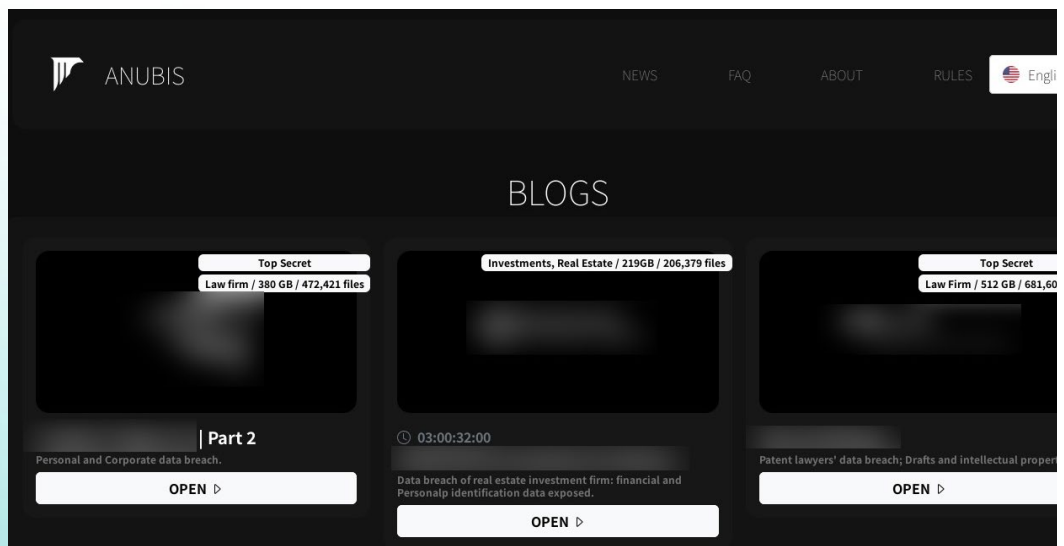 ANUBIS
NEWS FAQ ABOUT RULES Engli
BLOGS
Top Secret
Law firm / 380 GB / 472,421 files
| Part 2
Personal and Corporate data breach.
OPEN
Investments, Real Estate / 219GB / 206,379 files
03:00:32:00
Data breach of real estate investment firm: financial and
Personalp identification data exposed.
OPEN
Top Secret
Law Firm / 512 GB / 681,60
Patent lawyers' data breach; Drafts and intellectual propert
OPEN